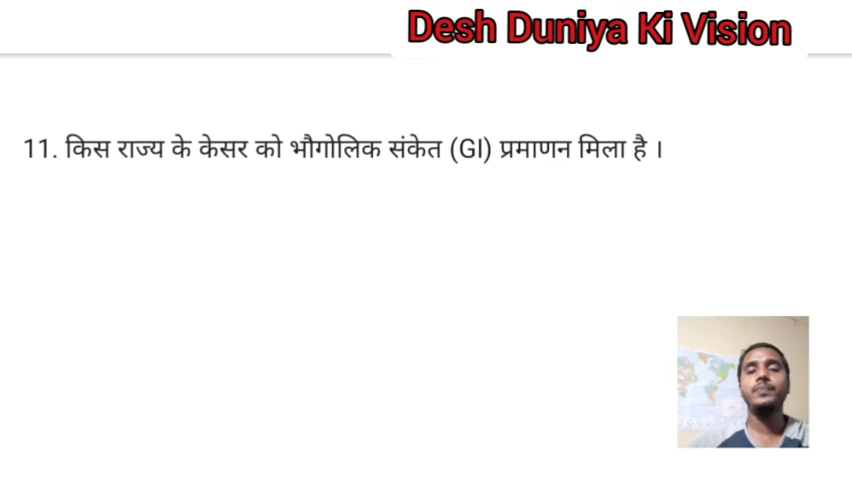 Desh Duniya Ki Vision
11. किस राज्य के केसर को भौगोलिक संकेत (GI) प्रमाणन मिला है ।